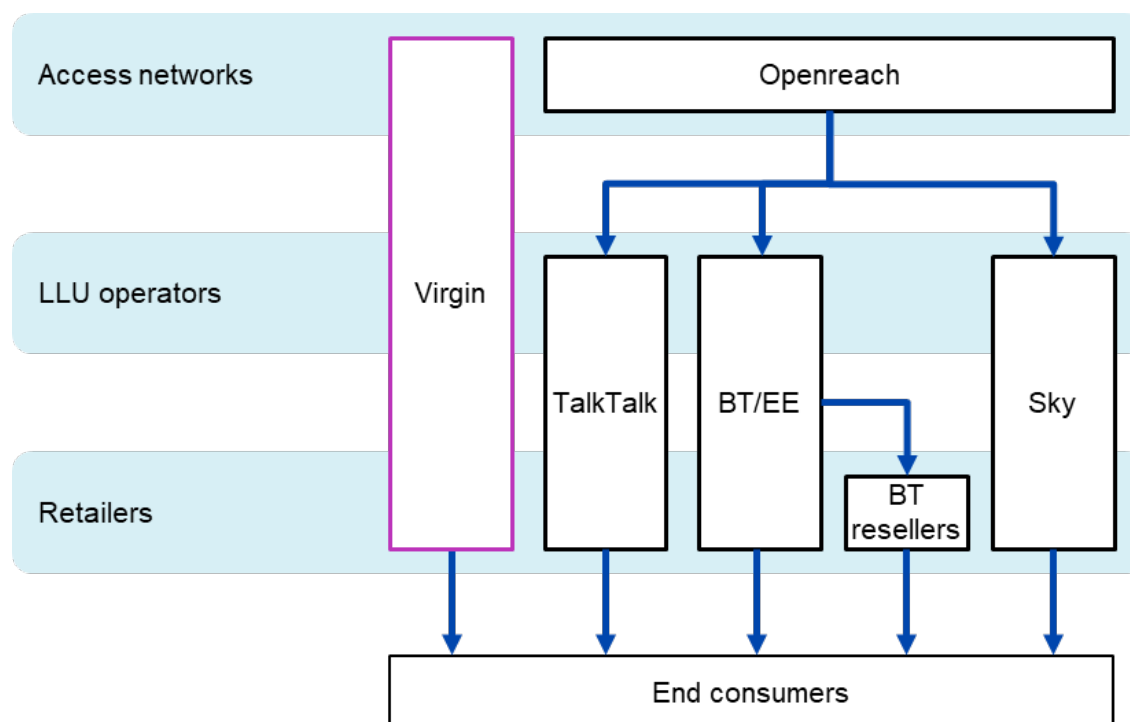 Access networks
Openreach
LLU operators
Virgin
TalkTalk
BT/EE
Sky
Retailers
BT
resellers
End consumers